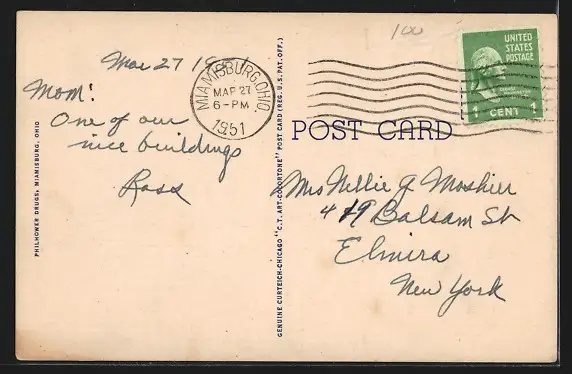 100
Mar 27 1951
MIAMISBURG, OHIO.
MAR 27
6-PM
1951
UNITED
STATES
POSTAGE
1 CENT 1
Mom:
One of our
nice buildings
Ross
POST CARD
Mrs Nellie G Moshier
419 Balsam St
Elmira
New York
PHILHOWER DRUGS, MIAMISBURG, OHIO
GENUINE CURTEICH-CHICAGO "C.T. ART-COLORTONE" POST CARD (REG. U.S. PAT. OFF.)